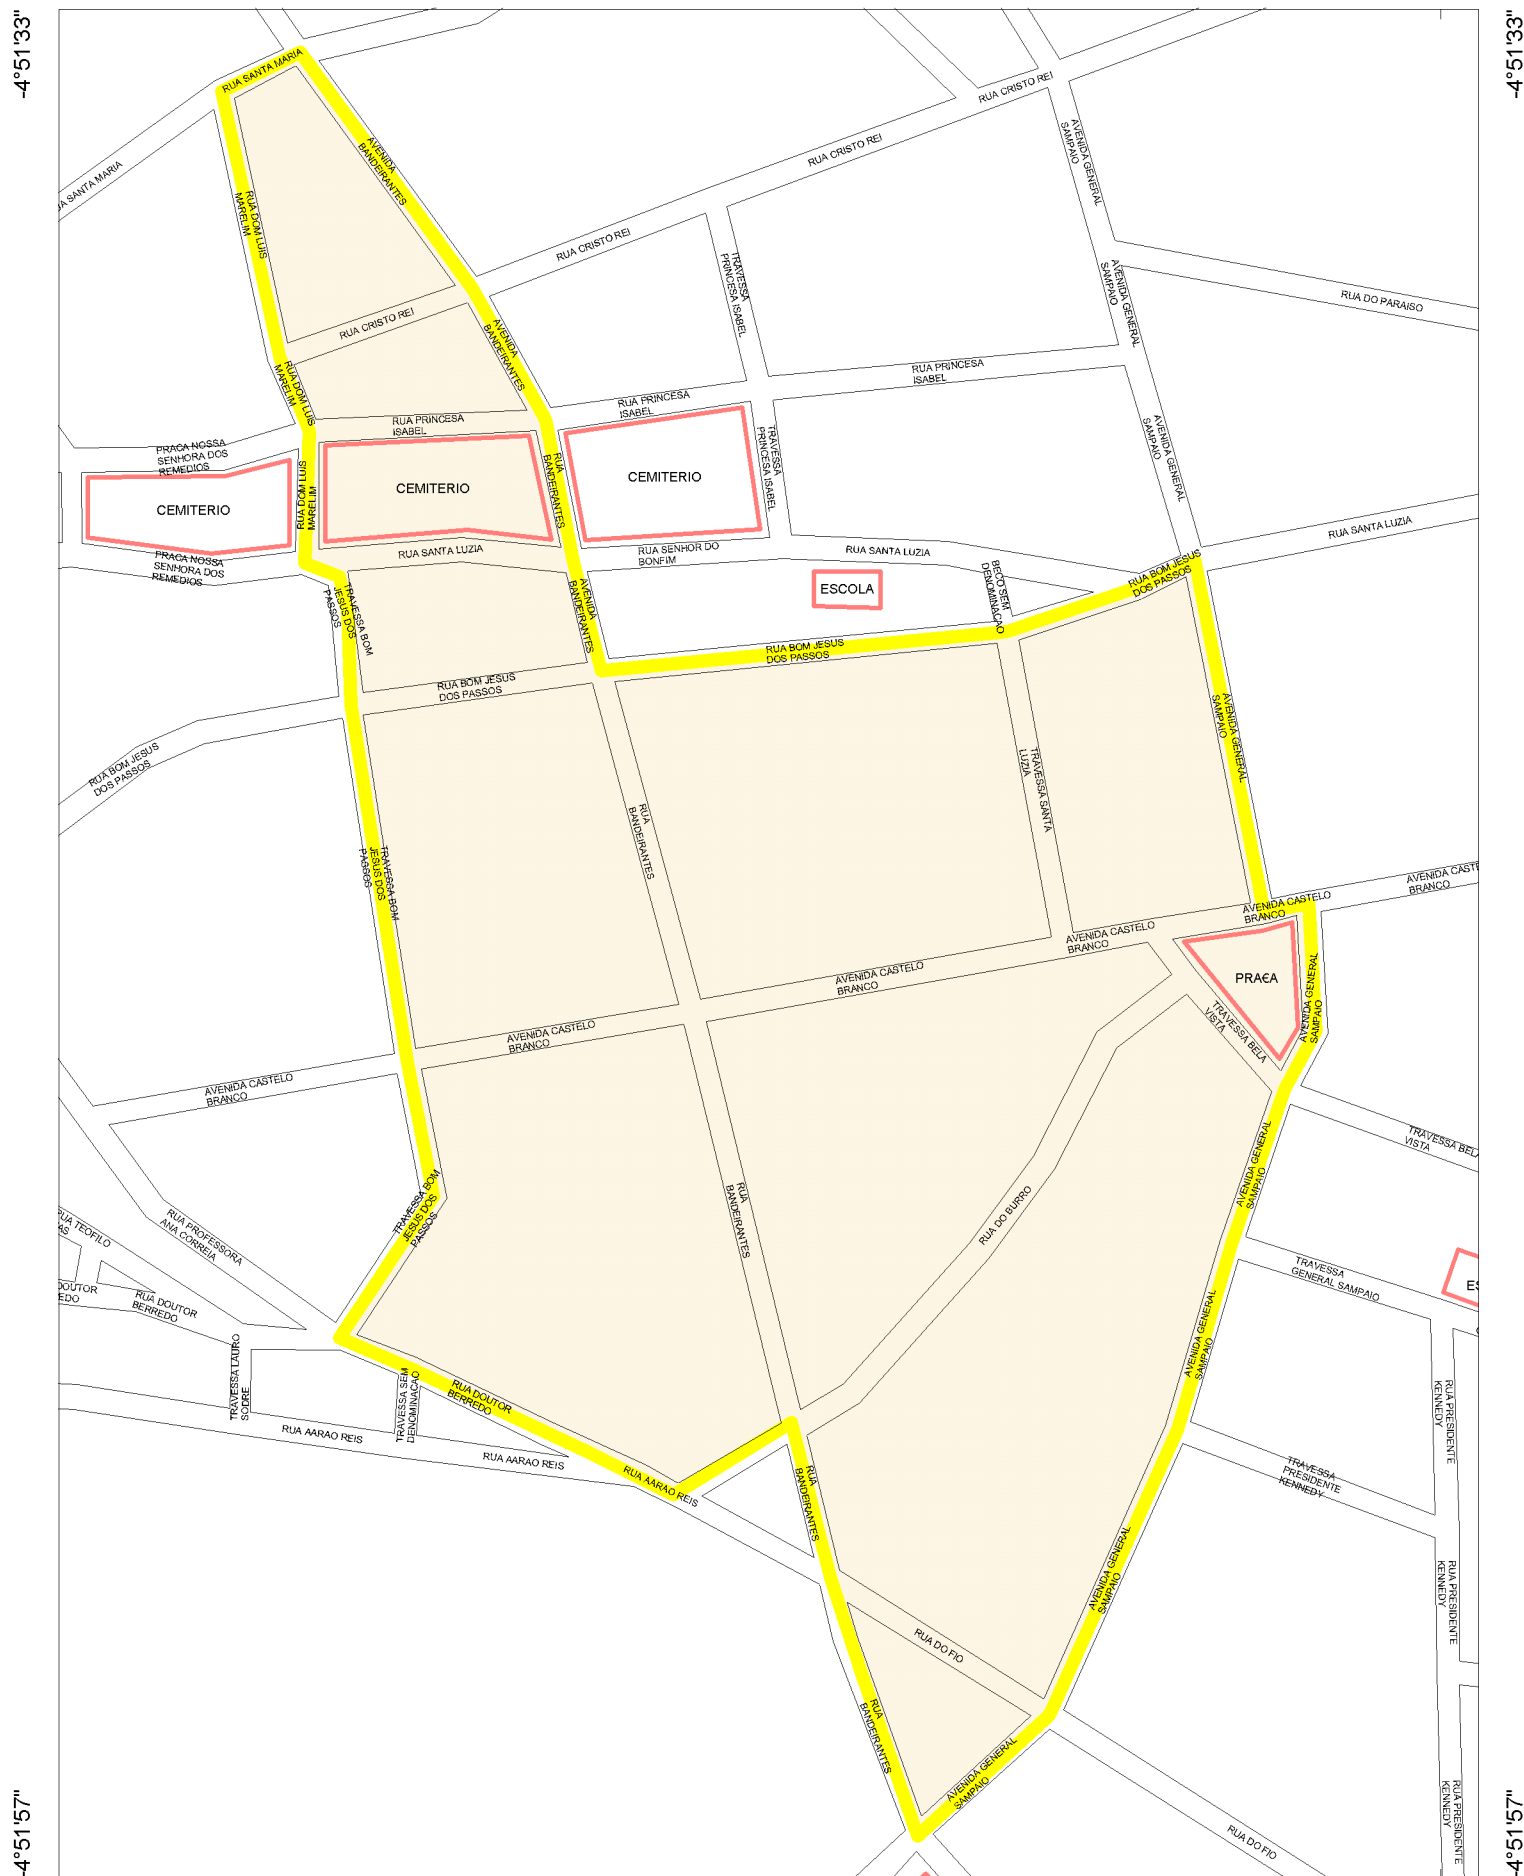 -4°51'33"
-4°51'33"
RUA SANTA MARIA
AVENIDA
BANDEIRANTES
RUA CRISTO REI
AVENIDA GENERAL
SAMPAIO
RUA CRISTO REI
UA SANTA MARIA
RUA DOM LUIS
MARELIM
RUA CRISTO REI
TRAVESSA
PRINCESA ISABEL
AVENIDA GENERAL
SAMPAIO
RUA DO PARAISO
RUA CRISTO REI
AVENIDA
BANDEIRANTES
RUA DOM LUIS
MARELIM
RUA PRINCESA
ISABEL
RUA PRINCESA
ISABEL
RUA PRINCESA
ISABEL
AVENIDA GENERAL
SAMPAIO
PRACA NOSSA
SENHORA DOS
REMEDIOS
TRAVESSA
PRINCESA ISABEL
RUA
BANDEIRANTES
RUA DOM LUIS
MARELIM
CEMITERIO
CEMITERIO
CEMITERIO
RUA SANTA LUZIA
PRACA NOSSA
SENHORA DOS
REMEDIOS
RUA SANTA LUZIA
RUA SENHOR DO
BONFIM
RUA SANTA LUZIA
RUA BOM JESUS
DOS PASSOS
BECO SEM
DENOMINACAO
ESCOLA
AVENIDA
BANDEIRANTES
TRAVESSA BOM
JESUS DOS
PASSOS
RUA BOM JESUS
DOS PASSOS
RUA BOM JESUS
DOS PASSOS
AVENIDA GENERAL
SAMPAIO
RUA BOM JESUS
DOS PASSOS
TRAVESSA SANTA
LUZIA
RUA
BANDEIRANTES
TRAVESSA BOM
JESUS DOS
PASSOS
AVENIDA CASTE
BRANCO
AVENIDA CASTELO
BRANCO
AVENIDA CASTELO
BRANCO
AVENIDA CASTELO
BRANCO
PRA€A
AVENIDA GENERAL
SAMPAIO
TRAVESSA BELA
VISTA
AVENIDA CASTELO
BRANCO
AVENIDA CASTELO
BRANCO
TRAVESSA BELA
VISTA
AVENIDA GENERAL
SAMPAIO
TRAVESSA BOM
JESUS DOS
PASSOS
RUA
BANDEIRANTES
RUA DO BURRO
RUA PROFESSORA
ANA CORREIA
RUA TEOFILO
AS
TRAVESSA
GENERAL SAMPAIO
ES
DOUTOR
EDO
RUA DOUTOR
BERREDO
AVENIDA GENERAL
SAMPAIO
TRAVESSA LAURO
SODRE
TRAVESSA SEM
DENOMINACAO
RUA DOUTOR
BERREDO
RUA PRESIDENTE
KENNEDY
RUA AARAO REIS
RUA AARAO REIS
RUA AARAO REIS
RUA
BANDEIRANTES
TRAVESSA
PRESIDENTE
KENNEDY
AVENIDA GENERAL
SAMPAIO
RUA PRESIDENTE
KENNEDY
RUA DO FIO
RUA
BANDEIRANTES
AVENIDA GENERAL
SAMPAIO
RUA PRESIDENTE
KENNEDY
RUA DO FIO
-4°51'57"
-4°51'57"